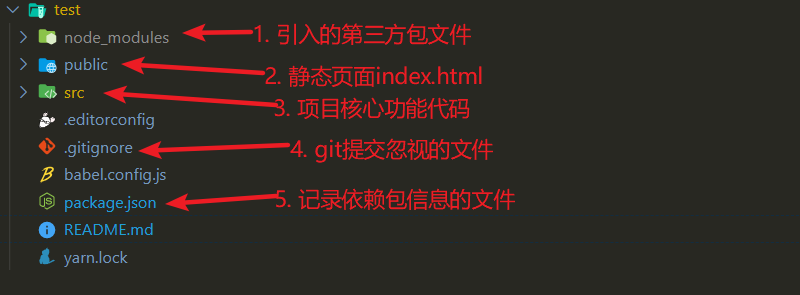 test
node_modules
1. 引入的第三方包文件
public
2. 静态页面index.html
src
3. 项目核心功能代码
.editorconfig
.gitignore
4. git提交忽视的文件
babel.config.js
package.json
5. 记录依赖包信息的文件
README.md
yarn.lock